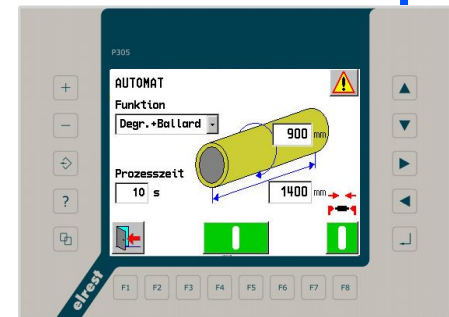 P305
AUTOMAT
Funktion
Degr.+Ballard
900 mm
Prozesszeit
10 s
1400 mm
?
elrest
F1 F2 F3 F4 F5 F6 F7 F8